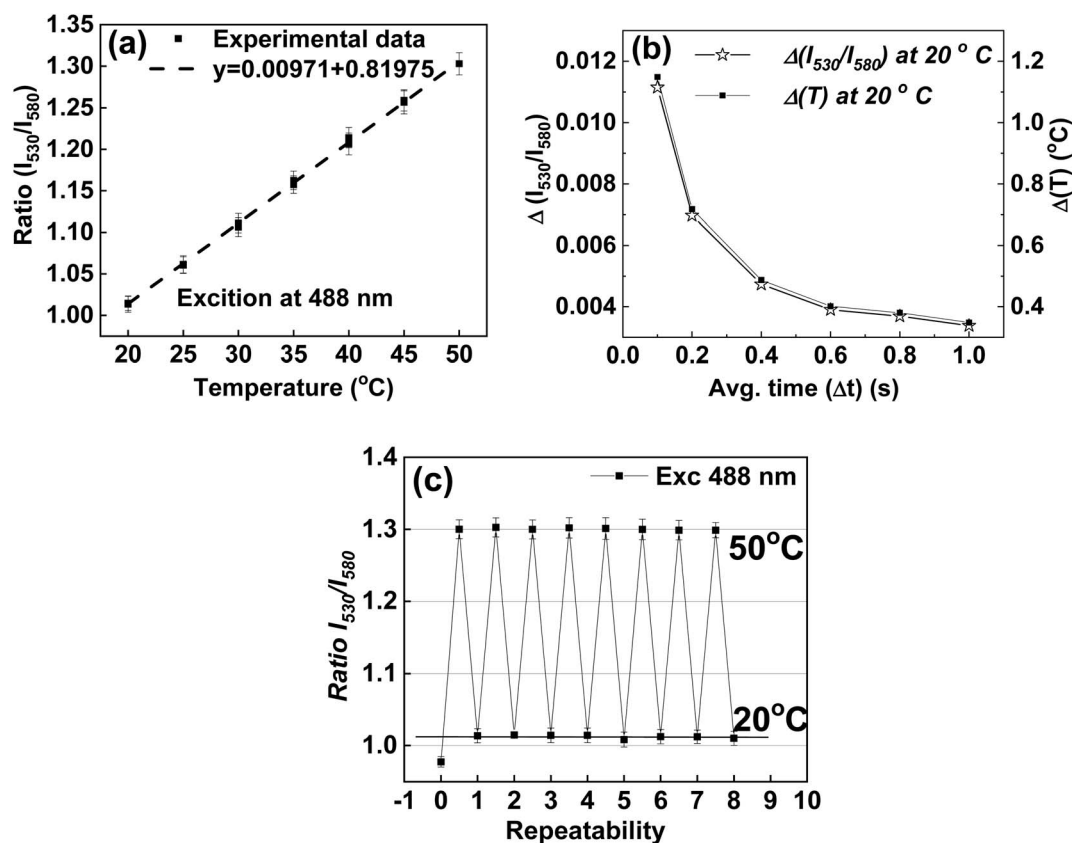 (a)
Experimental data
y=0.00971+0.81975
Excition at 488 nm
Ratio (I530/I580)
1.35
1.30
1.25
1.20
1.15
1.10
1.05
1.00
20 25 30 35 40 45 50
Temperature (°C)
(b)
Δ(I530/I580) at 20 ° C
Δ(T) at 20 ° C
Δ (I530/I580)
0.012
0.010
0.008
0.006
0.004
1.2
1.0
0.8
0.6
0.4
Δ(T) (°C)
0.0 0.2 0.4 0.6 0.8 1.0
Avg. time (Δt) (s)
(c)
Exc 488 nm
50°C
20°C
Ratio I530/I580
1.4
1.3
1.2
1.1
1.0
-1 0 1 2 3 4 5 6 7 8 9 10
Repeatability